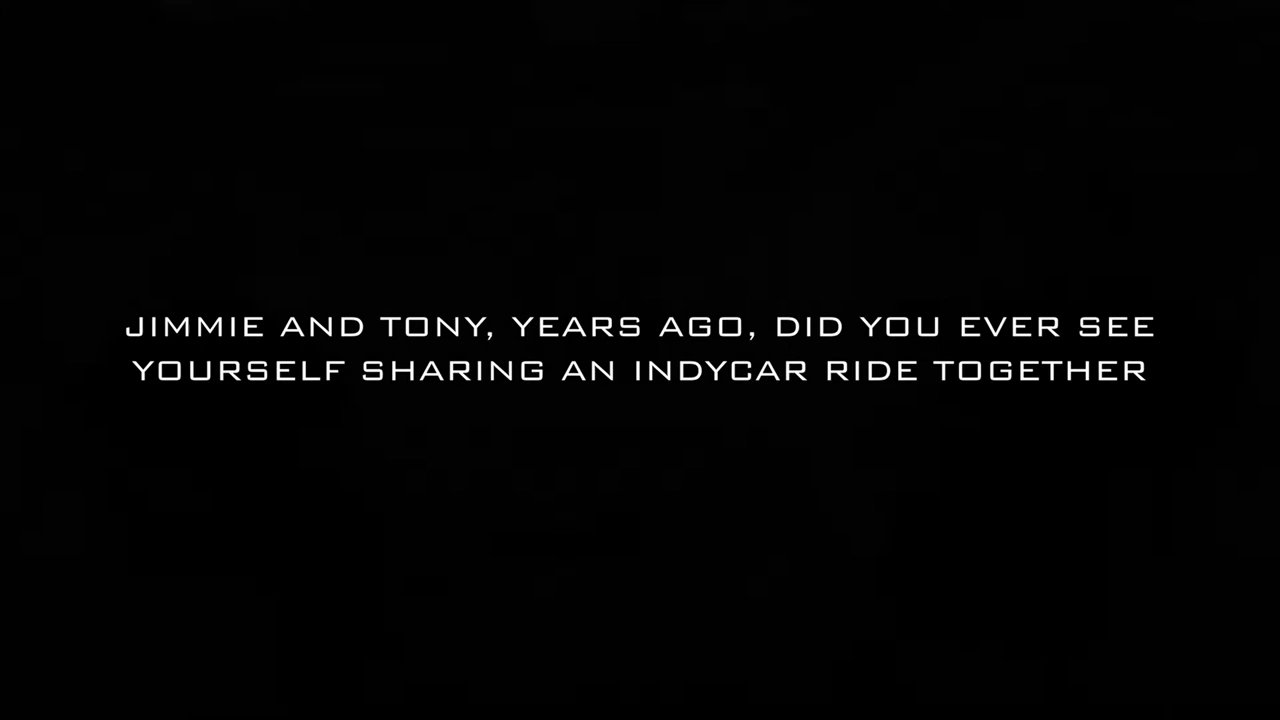 JIMMIE AND TONY, YEARS AGO, DID YOU EVER SEE
YOURSELF SHARING AN INDYCAR RIDE TOGETHER